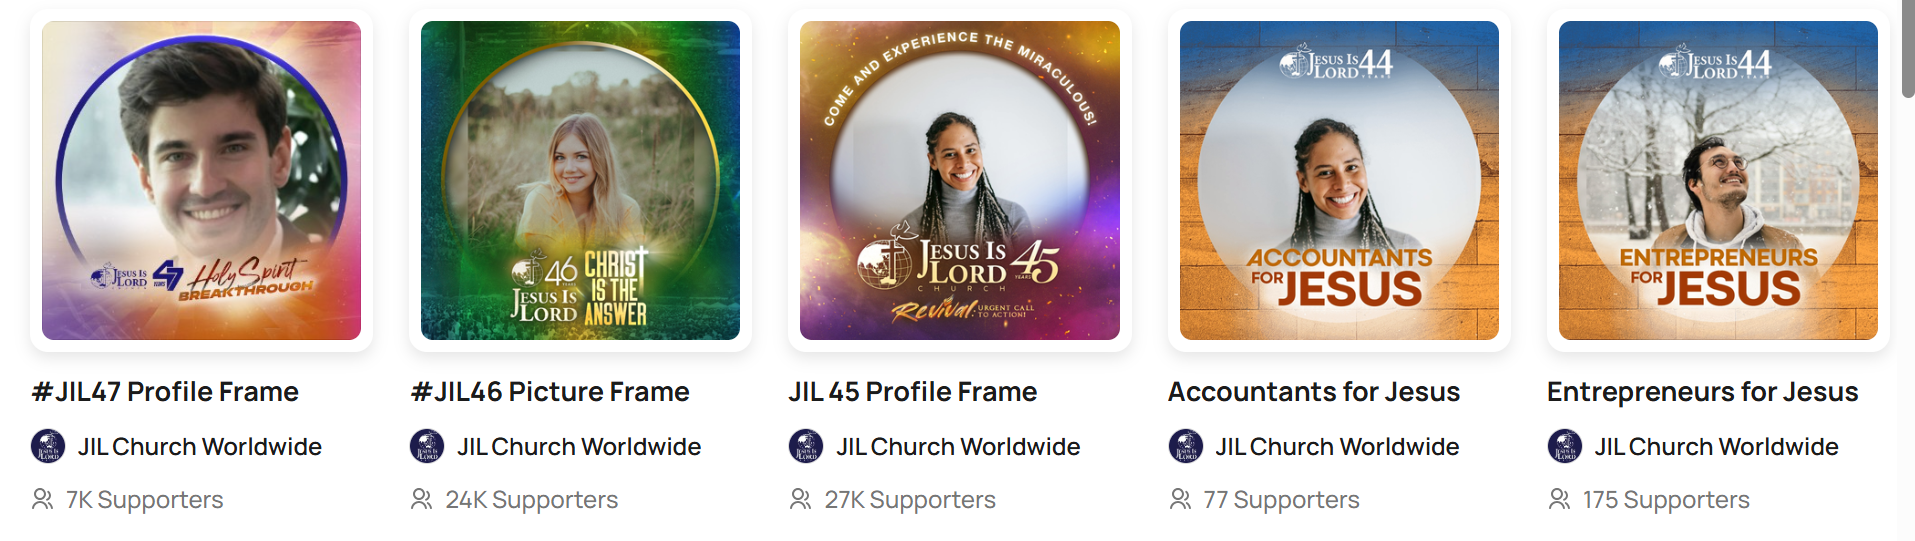 JESUS IS
LORD
CHURCH
47
YEARS
Holy Spirit
BREAKTHROUGH
46
YEARS
JESUS IS
LORD
CHRIST
IS THE
ANSWER
COME AND EXPERIENCE THE MIRACULOUS!
JESUS IS
LORD
CHURCH
45
YEARS
Revival:
URGENT CALL
TO ACTION!
JESUS IS
LORD
44
ACCOUNTANTS
FOR JESUS
JESUS IS
LORD
44
ENTREPRENEURS
FOR JESUS
#JIL47 Profile Frame
JIL Church Worldwide
7K Supporters
#JIL46 Picture Frame
JIL Church Worldwide
24K Supporters
JIL 45 Profile Frame
JIL Church Worldwide
27K Supporters
Accountants for Jesus
JIL Church Worldwide
77 Supporters
Entrepreneurs for Jesus
JIL Church Worldwide
175 Supporters